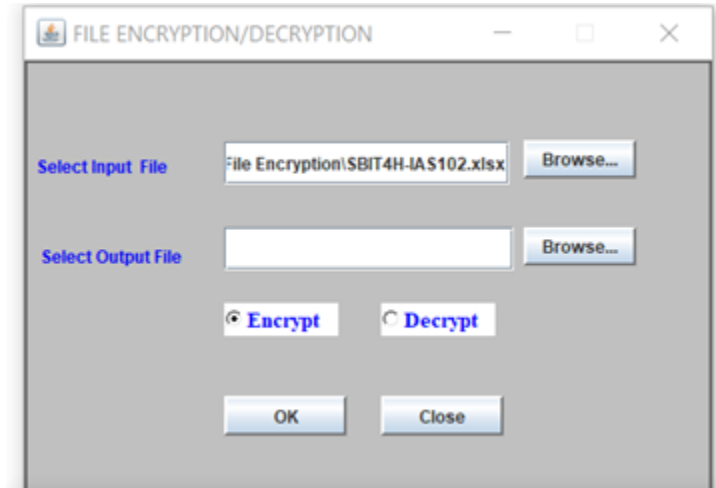 FILE ENCRYPTION/DECRYPTION
Select Input File
File Encryption\SBIT4H-IAS102.xlsx
Browse...
Select Output File
Browse...
Encrypt
Decrypt
OK
Close